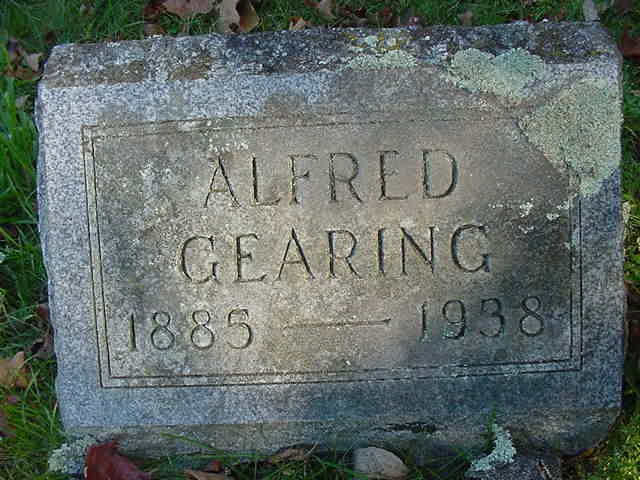 ALFRED
GEARING
1885 — 1938